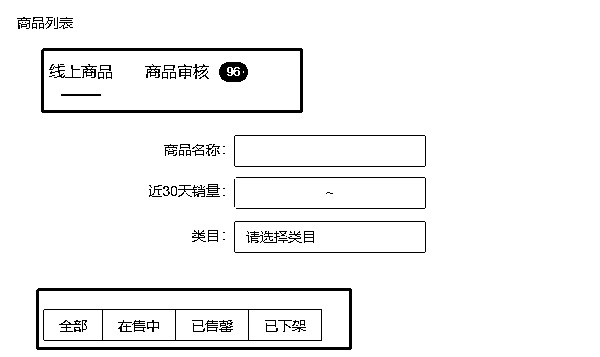 商品列表
线上商品 商品审核 96
商品名称:
近30天销量: ~
类目: 请选择类目
全部 在售中 已售罄 已下架